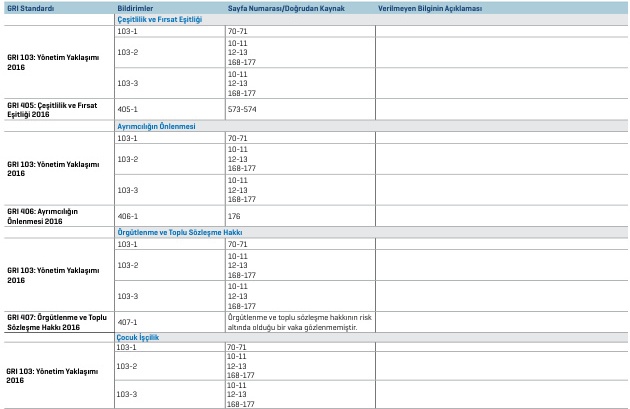 GRI Standardı Bildirimler Sayfa Numarası/Doğrudan Kaynak Verilmeyen Bilginin Açıklaması
Çeşitlilik ve Fırsat Eşitliği
GRI 103: Yönetim Yaklaşımı
2016
103-1 70-71
103-2 10-11
12-13
168-177
103-3 10-11
12-13
168-177
GRI 405: Çeşitlilik ve Fırsat
Eşitliği 2016
405-1 573-574
Ayrımcılığın Önlenmesi
GRI 103: Yönetim Yaklaşımı
2016
103-1 70-71
103-2 10-11
12-13
168-177
103-3 10-11
12-13
168-177
GRI 406: Ayrımcılığın
Önlenmesi 2016
406-1 176
Örgütlenme ve Toplu Sözleşme Hakkı
GRI 103: Yönetim Yaklaşımı
2016
103-1 70-71
103-2 10-11
12-13
168-177
103-3 10-11
12-13
168-177
GRI 407: Örgütlenme ve Toplu
Sözleşme Hakkı 2016
407-1 Örgütlenme ve toplu sözleşme hakkının risk
altında olduğu bir vaka gözlenmemiştir.
Çocuk İşçilik
GRI 103: Yönetim Yaklaşımı
2016
103-1 70-71
103-2 10-11
12-13
168-177
103-3 10-11
12-13
168-177